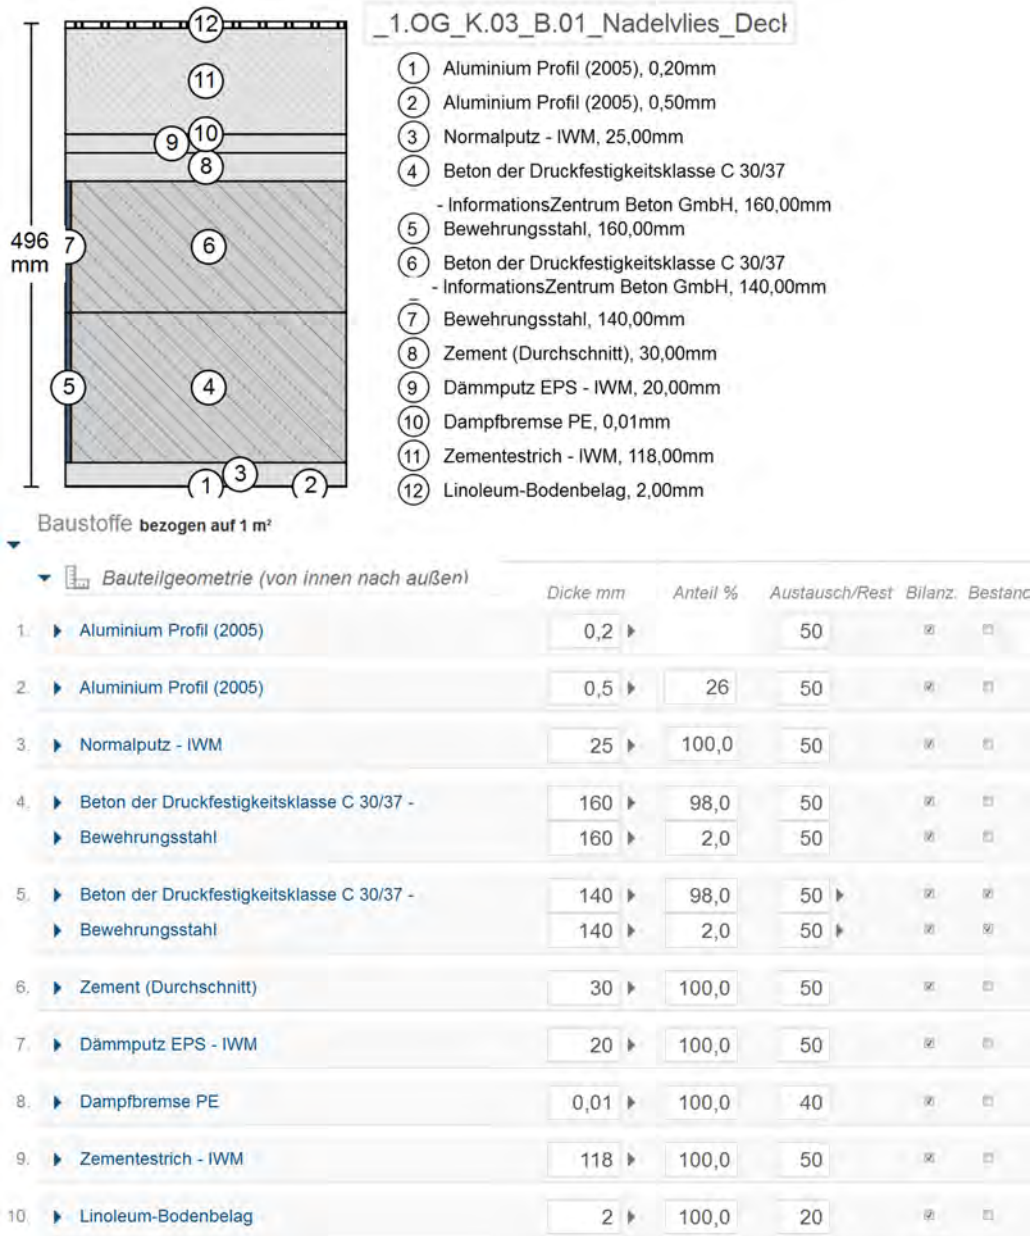 _1.OG_K.03_B.01_Nadelvlies_Deck
12
11
10
9
8
7
6
5
4
3
1
2
496
mm
1 Aluminium Profil (2005), 0,20mm
2 Aluminium Profil (2005), 0,50mm
3 Normalputz - IWM, 25,00mm
4 Beton der Druckfestigkeitsklasse C 30/37
- InformationsZentrum Beton GmbH, 160,00mm
5 Bewehrungsstahl, 160,00mm
6 Beton der Druckfestigkeitsklasse C 30/37
- InformationsZentrum Beton GmbH, 140,00mm
7 Bewehrungsstahl, 140,00mm
8 Zement (Durchschnitt), 30,00mm
9 Dämmputz EPS - IWM, 20,00mm
10 Dampfbremse PE, 0,01mm
11 Zementestrich - IWM, 118,00mm
12 Linoleum-Bodenbelag, 2,00mm
Baustoffe bezogen auf 1 m²
Bauteilgeometrie (von innen nach außen) Dicke mm Anteil % Austausch/Rest Bilanz. Bestand
1. Aluminium Profil (2005) 0,2 50
2. Aluminium Profil (2005) 0,5 26 50
3. Normalputz - IWM 25 100,0 50
4. Beton der Druckfestigkeitsklasse C 30/37 - 160 98,0 50
Bewehrungsstahl 160 2,0 50
5. Beton der Druckfestigkeitsklasse C 30/37 - 140 98,0 50
Bewehrungsstahl 140 2,0 50
6. Zement (Durchschnitt) 30 100,0 50
7. Dämmputz EPS - IWM 20 100,0 50
8. Dampfbremse PE 0,01 100,0 40
9. Zementestrich - IWM 118 100,0 50
10. Linoleum-Bodenbelag 2 100,0 20